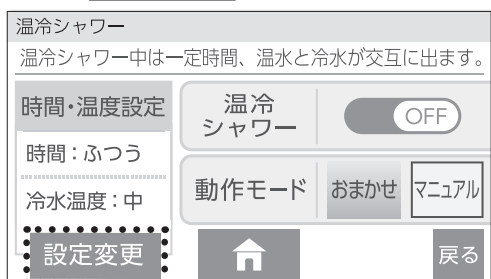 温冷シャワー
温冷シャワー中は一定時間、温水と冷水が交互に出ます。
時間・温度設定
時間：ふつう
冷水温度：中
設定変更
温冷
シャワー
OFF
動作モード
おまかせ
マニュアル
戻る